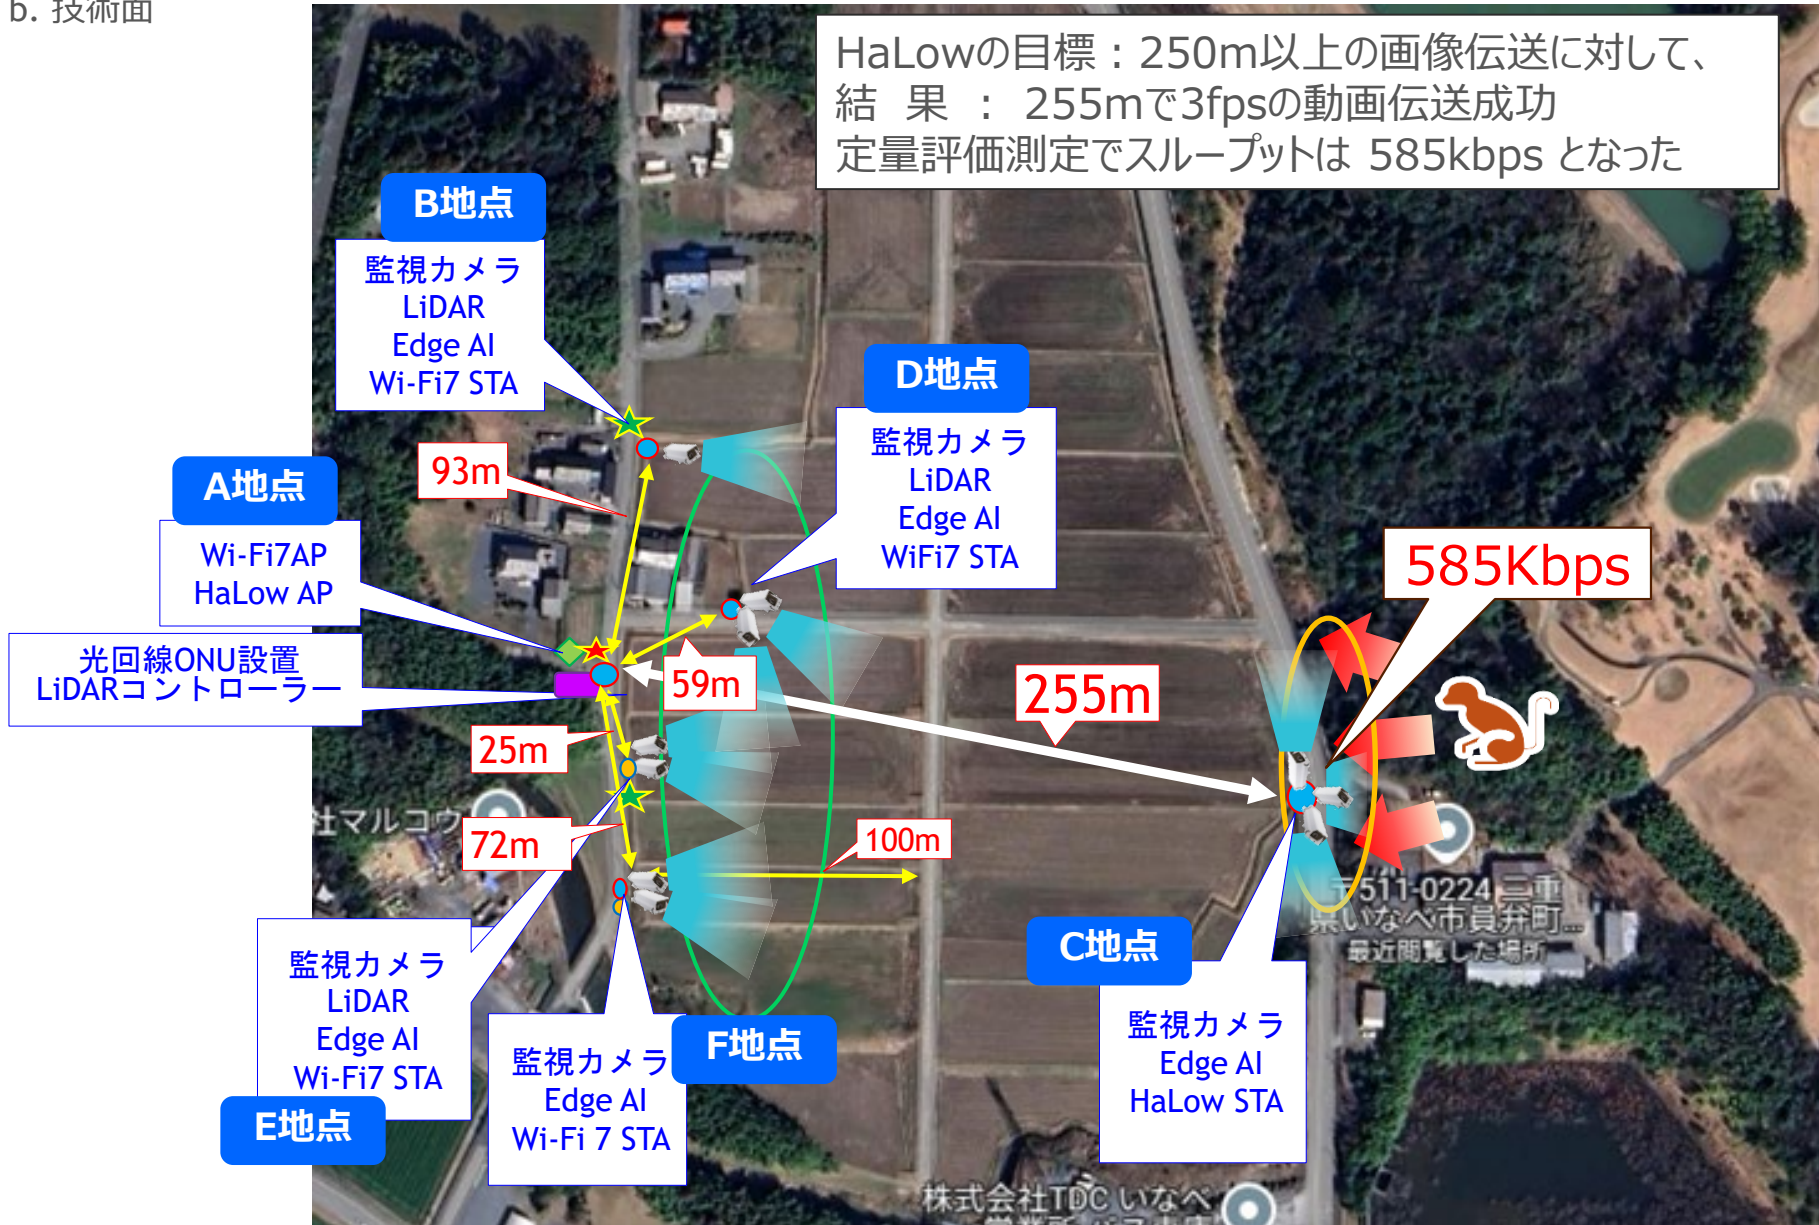 b. 技術面
HaLowの目標：250m以上の画像伝送に対して、
結　果　：　255mで3fpsの動画伝送成功
定量評価測定でスループットは 585kbps となった
B地点
監視カメラ
LiDAR
Edge AI
Wi-Fi7 STA
D地点
監視カメラ
LiDAR
Edge AI
WiFi7 STA
93m
A地点
Wi-Fi7AP
HaLow AP
光回線ONU設置
LiDARコントローラー
585Kbps
59m
255m
25m
社マルコウ
72m
100m
〒511-0224 三重
県いなべ市員弁町...
最近閲覧した場所
C地点
監視カメラ
Edge AI
HaLow STA
監視カメラ
LiDAR
Edge AI
Wi-Fi7 STA
E地点
F地点
監視カメラ
Edge AI
Wi-Fi 7 STA
株式会社TDC いなべ